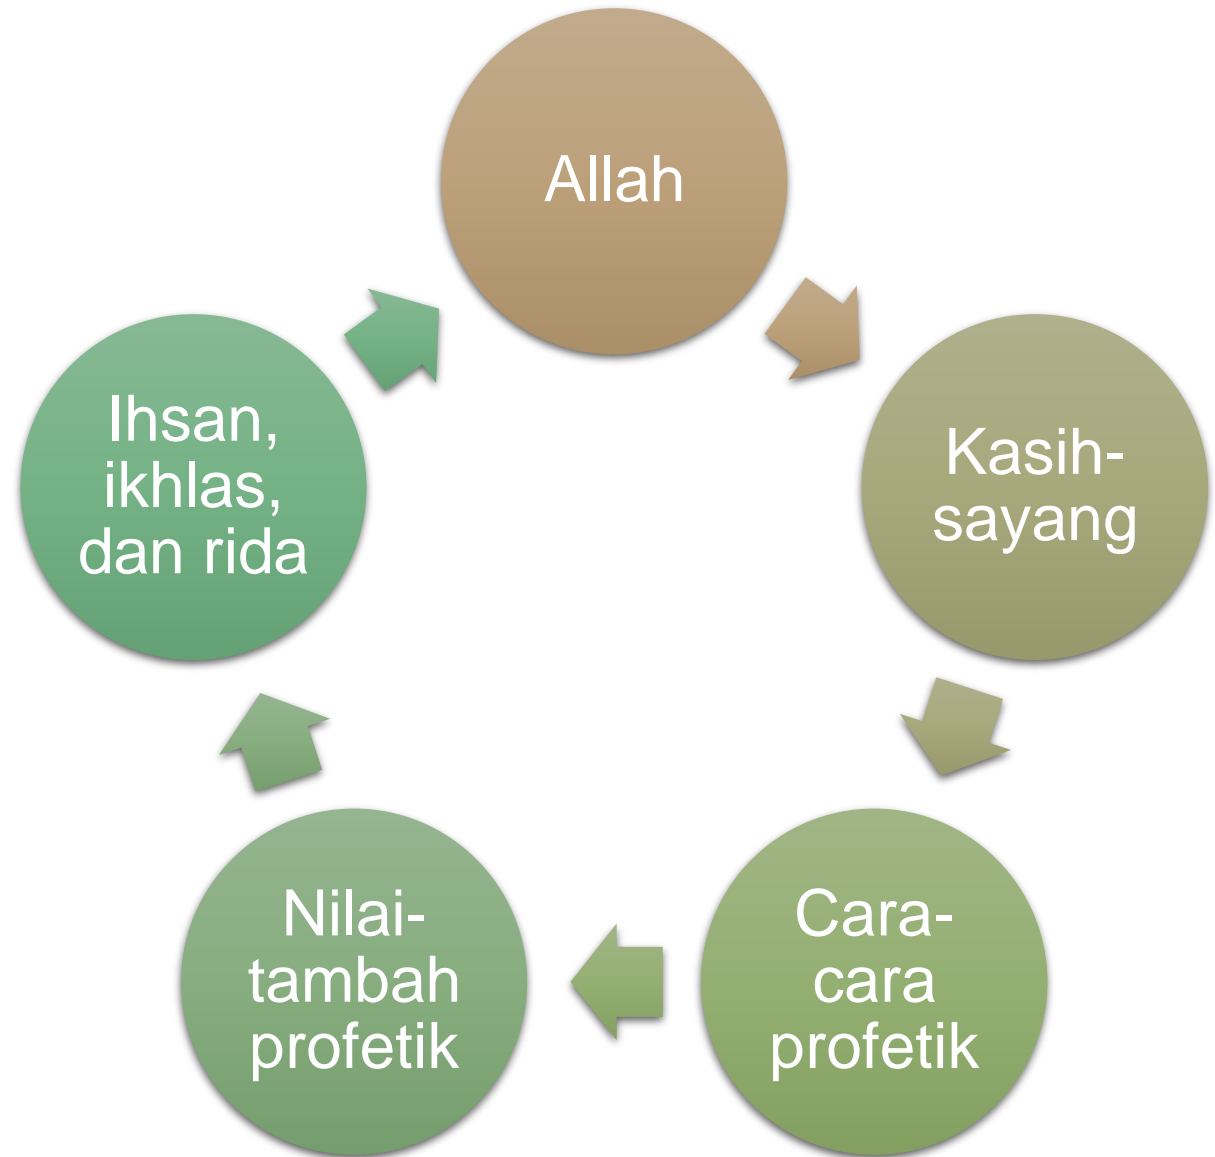 Allah
Kasih-
sayang
Cara-
cara
profetik
Nilai-
tambah
profetik
Ihsan,
ikhlas,
dan rida